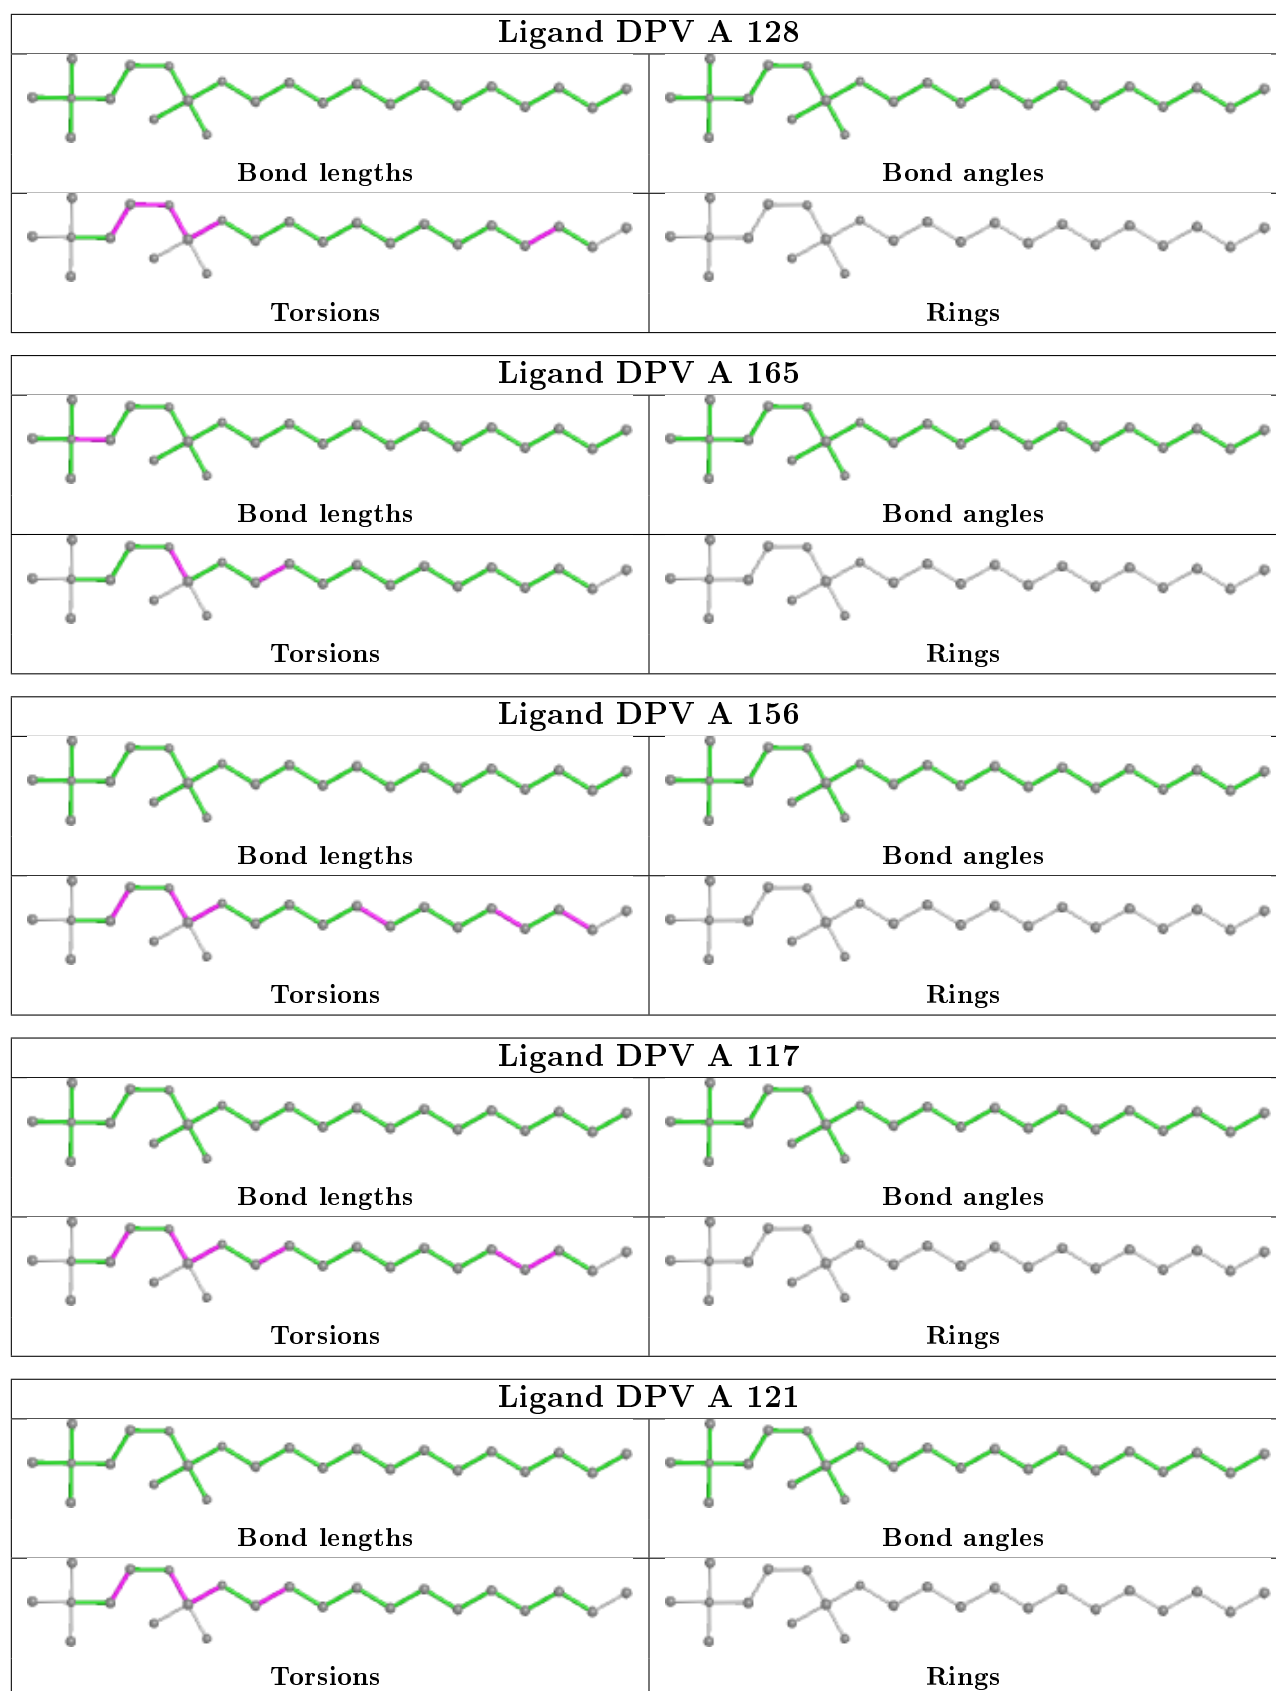 Ligand DPV A 128
Bond lengths
Bond angles
Torsions
Rings
Ligand DPV A 165
Bond lengths
Bond angles
Torsions
Rings
Ligand DPV A 156
Bond lengths
Bond angles
Torsions
Rings
Ligand DPV A 117
Bond lengths
Bond angles
Torsions
Rings
Ligand DPV A 121
Bond lengths
Bond angles
Torsions
Rings